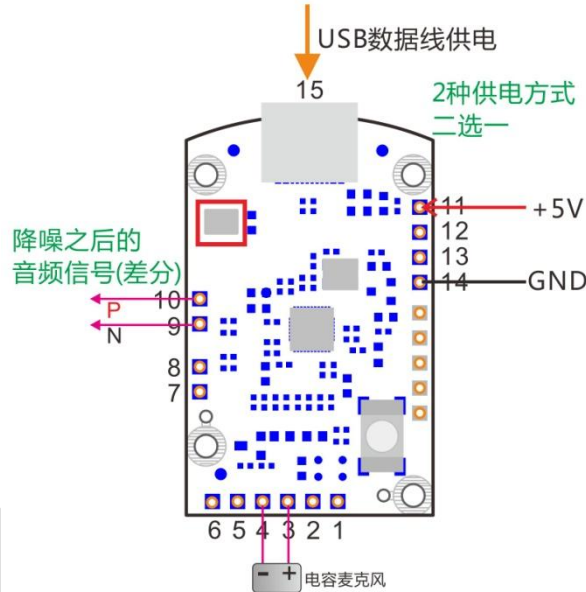 USB数据线供电
15
2种供电方式
二选一
11
+5V
12
13
14
GND
降噪之后的
音频信号(差分)
10
P
9
N
8
7
6 5 4 3 2 1
- +
电容麦克风